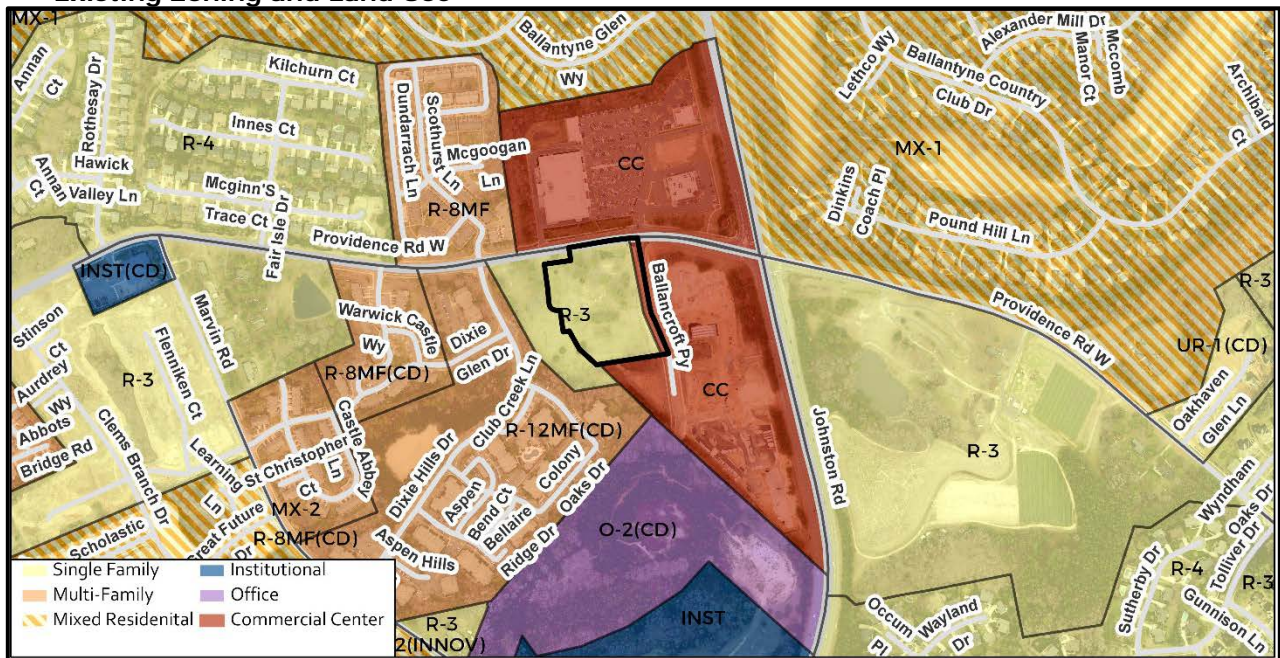 Existing Zoning and Land Use
MX-1
Annan
Ct
Rothesay Dr
Kilchurn Ct
Innes Ct
R-4
Hawick
Valley Ln
Annan
Ct
Mcginn'S
Trace Ct
Fair Isle Dr
Providence Rd W
Dundarrach Ln
Scothurst
Ln
Mcgoogan
Ln
R-8MF
Ballantyne Glen
Wy
CC
Lethco Wy
Alexander Mill Dr
Manor Ct
Mccomb
Ballantyne Country
Club Dr
Archibald
Ct
MX-1
Dinkins
Coach Pl
Pound Hill Ln
Providence Rd W
R-3
UR-1(CD)
Oakhaven
Glen Ln
INST(CD)
Stinson
Ct
Aurdrey
Wy
Abbots
Bridge Rd
R-3
Flenniken Ct
Marvin Rd
Clems Branch Dr
Learning
Ln
Scholastic
Great Future
Dr
Warwick Castle
Wy
R-8MF(CD)
Dixie
Glen Dr
Castle Abbey
Ln
St Christopher
Ct
MX-2
R-8MF(CD)
R-3
Ballancroft Py
CC
Club Creek Ln
R-12MF(CD)
Dixie Hills Dr
Aspen
Bend Ct
Bellaire
Colony
Oaks Dr
Ridge Dr
Aspen Hills
O-2(CD)
INST
R-3
2(INNOV)
Johnston Rd
R-3
Occum
Pl
Wayland
Dr
Sutherby Dr
R-4
Wyndham
Oaks Dr
Tolliver Dr
R-3
Gunnison Ln
Single Family
Multi-Family
Mixed Residenital
Institutional
Office
Commercial Center